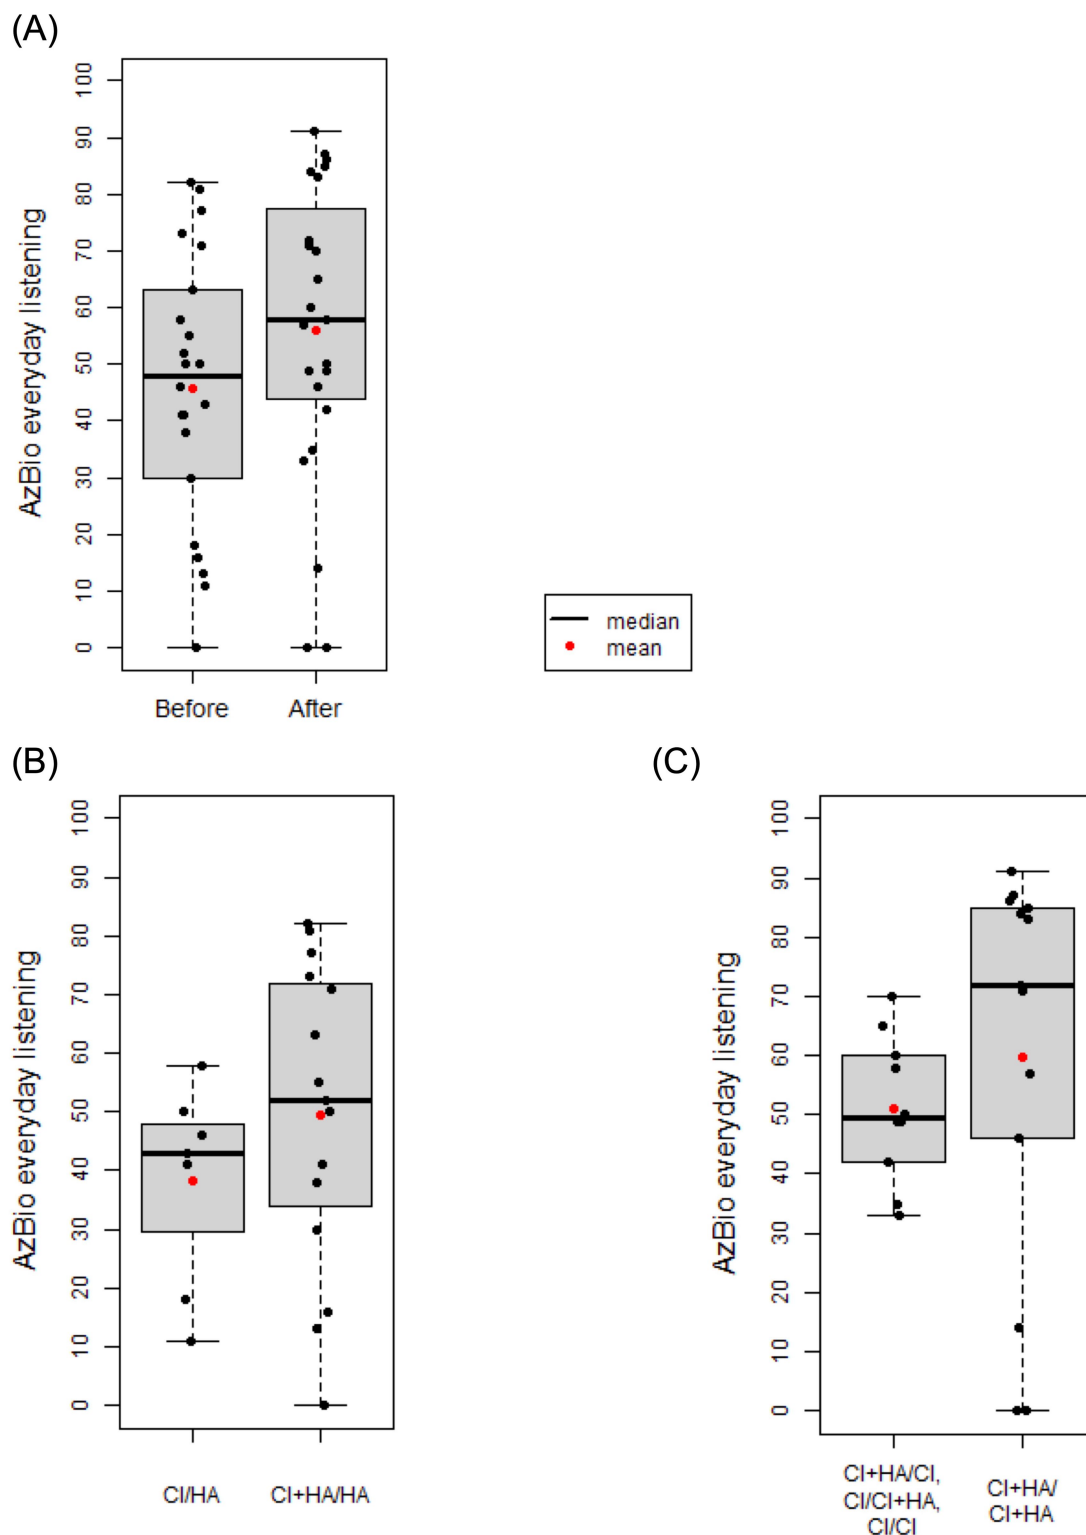 (A)
100
90
80
70
60
50
40
30
20
10
0
AzBio everyday listening
Before After
median
mean
(B)
100
90
80
70
60
50
40
30
20
10
0
AzBio everyday listening
CI/HA CI+HA/HA
(C)
100
90
80
70
60
50
40
30
20
10
0
AzBio everyday listening
CI+HA/CI,
CI/CI+HA,
CI/CI
CI+HA/
CI+HA